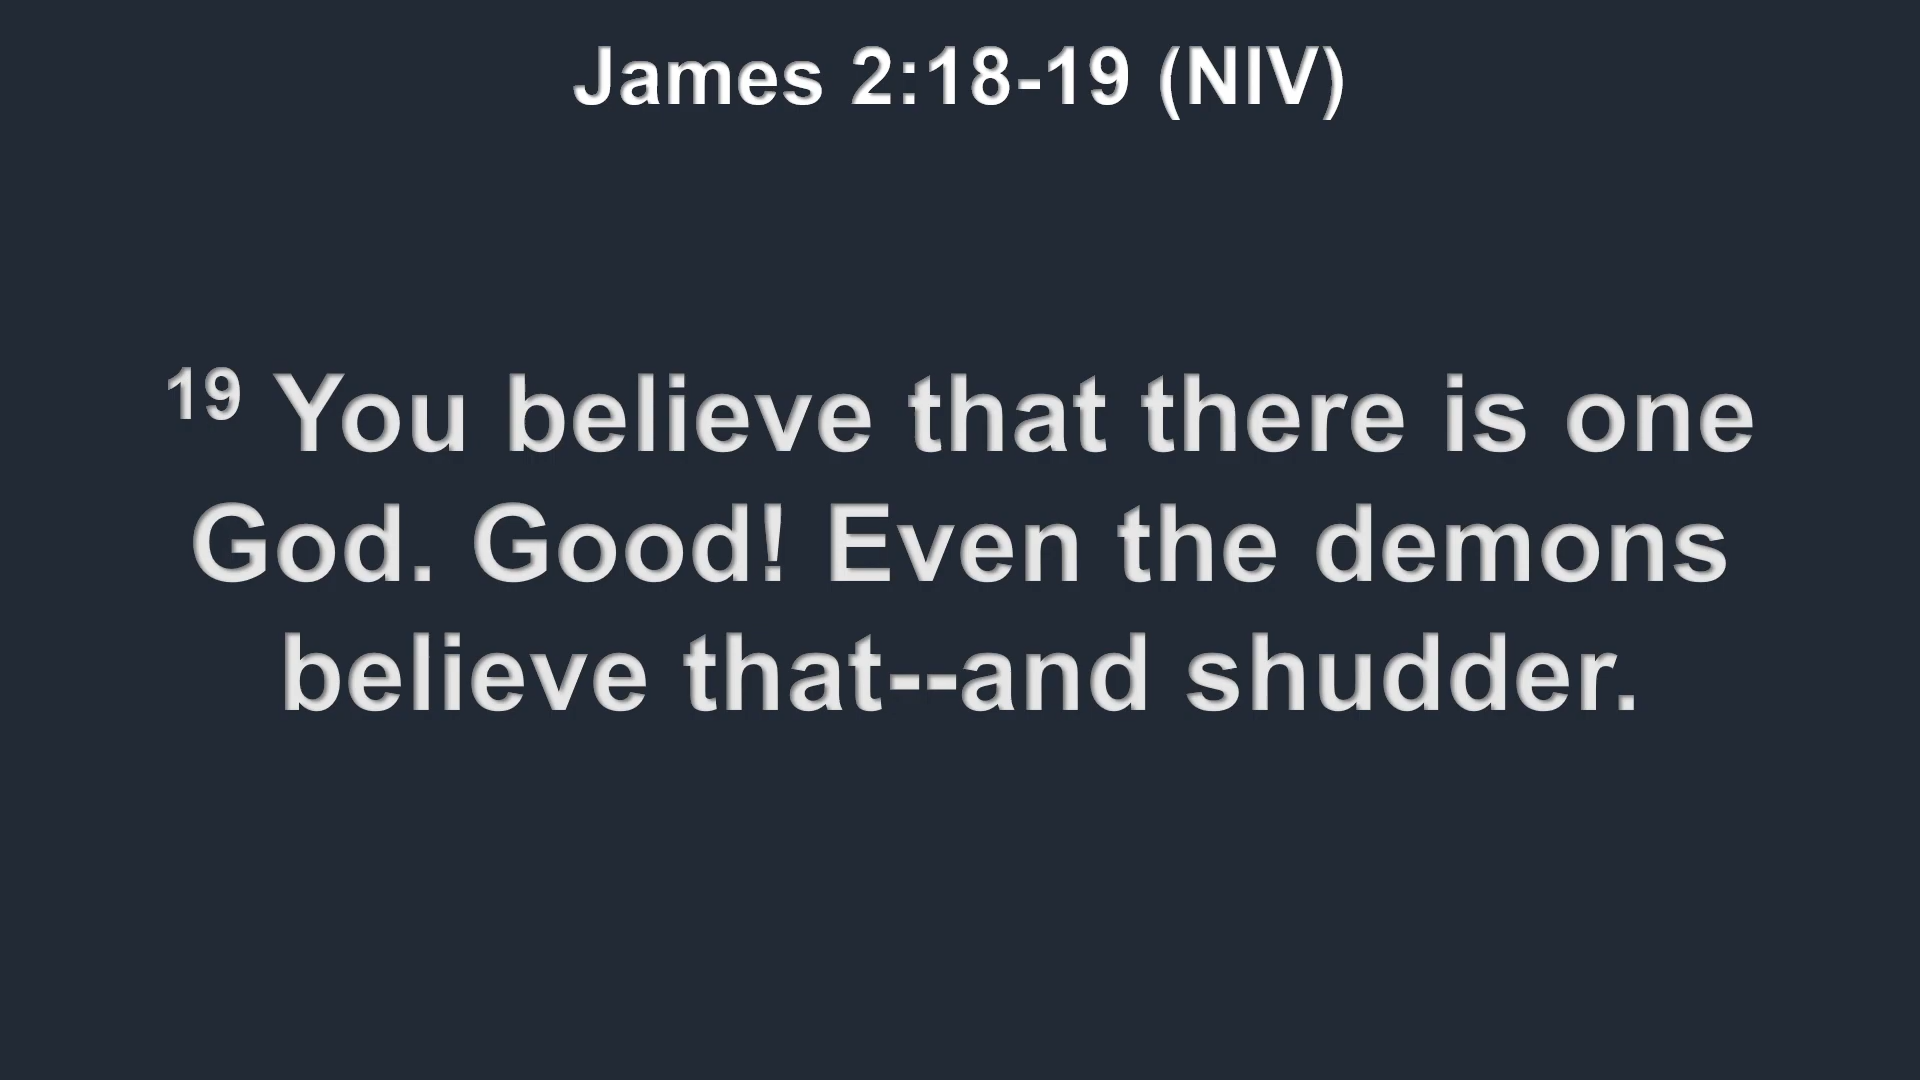 James 2:18-19 (NIV)
19 You believe that there is one
God. Good! Even the demons
believe that--and shudder.